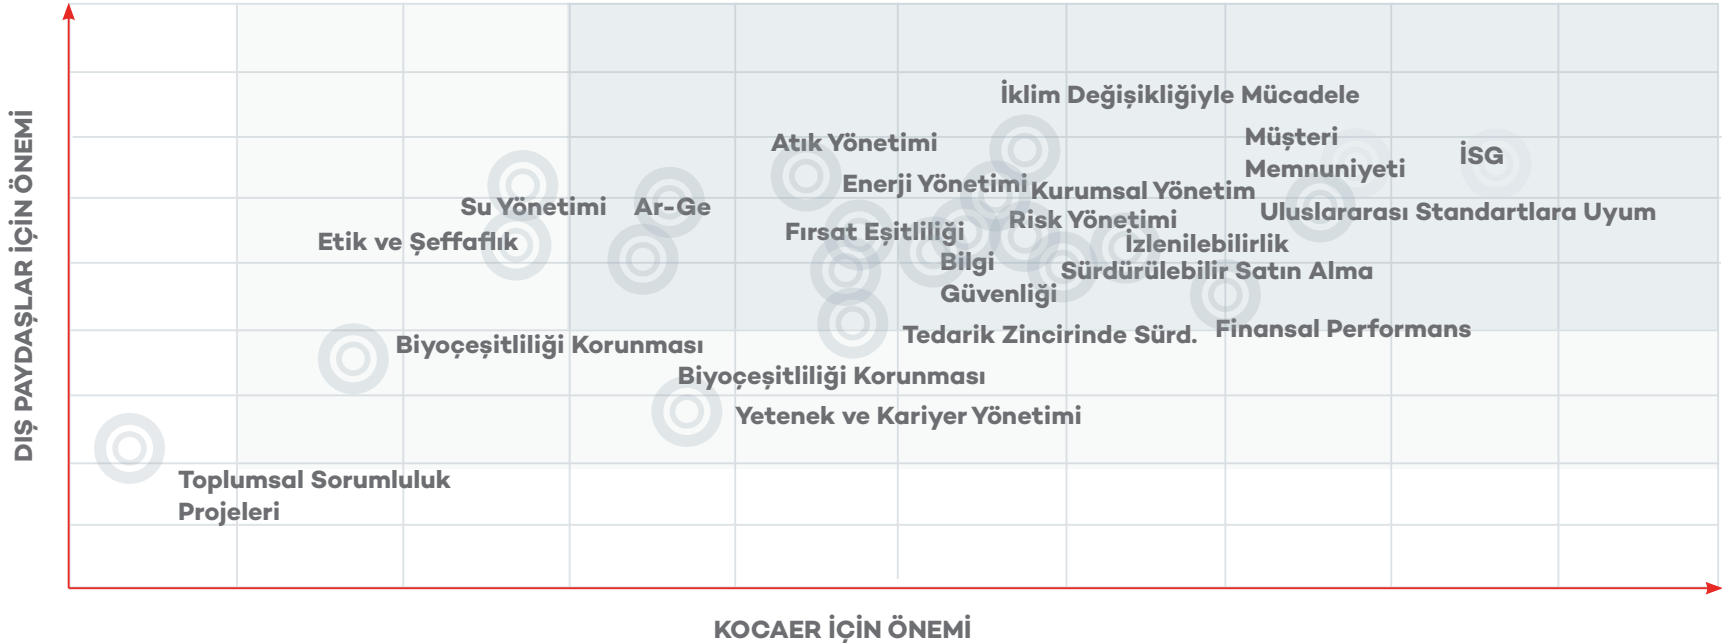 DIŞ PAYDAŞLAR İÇİN ÖNEMİ
İklim Değişikliğiyle Mücadele
Atık Yönetimi
Müşteri
Memnuniyeti
İSG
Enerji Yönetimi
Kurumsal Yönetim
Su Yönetimi
Ar-Ge
Uluslararası Standartlara Uyum
Risk Yönetimi
Fırsat Eşitliliği
Etik ve Şeffaflık
İzlenilebilirlik
Bilgi
Güvenliği
Sürdürülebilir Satın Alma
Tedarik Zincirinde Sürd.
Finansal Performans
Biyoçeşitliliği Korunması
Biyoçeşitliliği Korunması
Yetenek ve Kariyer Yönetimi
Toplumsal Sorumluluk
Projeleri
KOCAER İÇİN ÖNEMİ